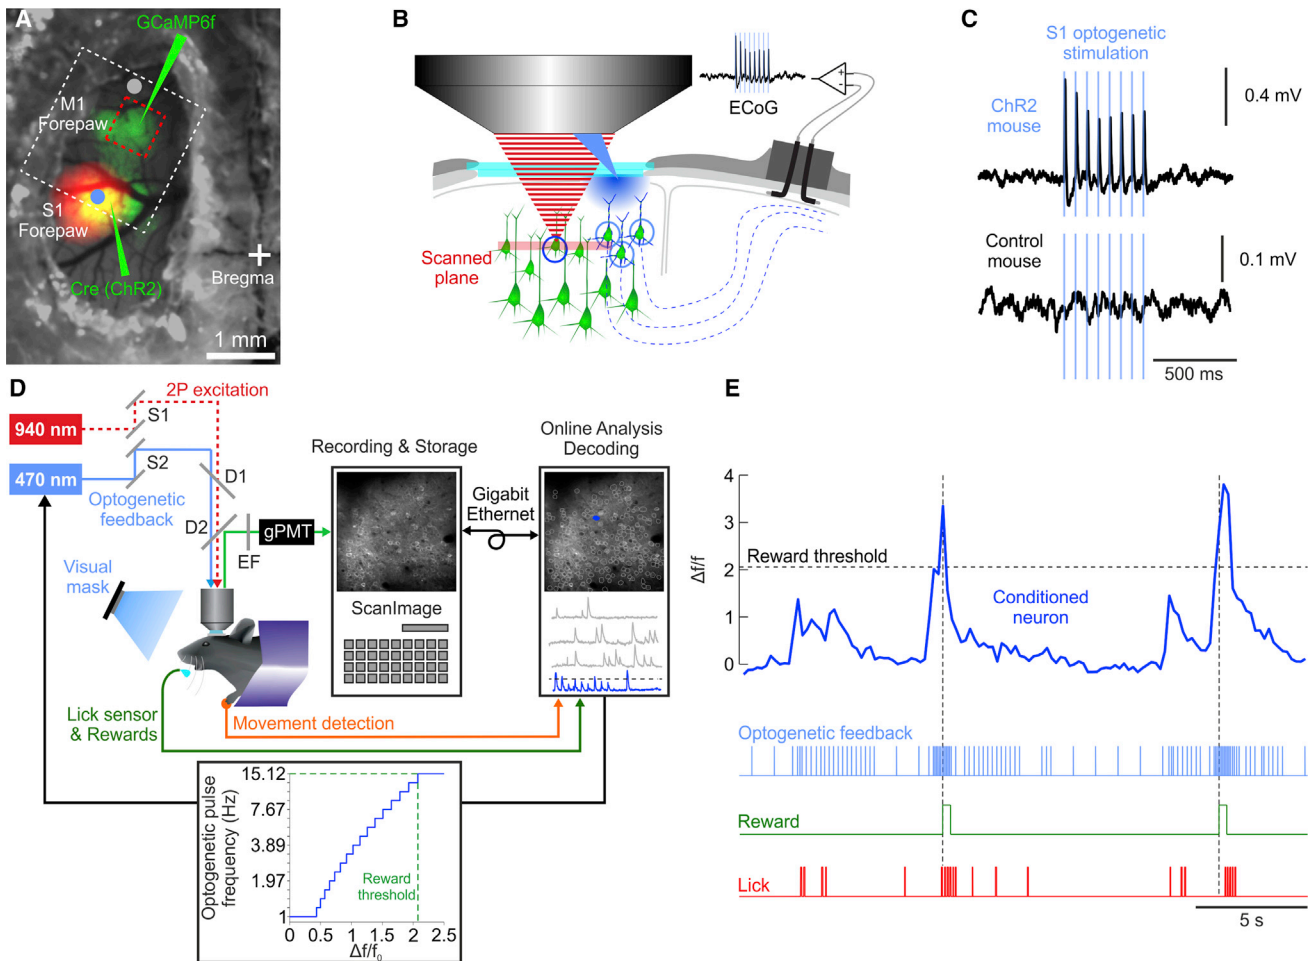 A
GCaMP6f
M1
Forepaw
S1
Forepaw
Bregma
Cre (ChR2)
1 mm
B
ECoG
Scanned
plane
C
S1 optogenetic
stimulation
ChR2
mouse
0.4 mV
Control
mouse
0.1 mV
500 ms
D
2P excitation
940 nm
S1
470 nm
S2
Optogenetic
feedback
D1
D2
EF
gPMT
Visual
mask
Lick sensor
& Rewards
Movement detection
Recording & Storage
ScanImage
Gigabit
Ethernet
Online Analysis
Decoding
Optogenetic pulse
frequency (Hz)
15.12
7.67
3.89
1.97
1
Reward
threshold
0 0.5 1 1.5 2 2.5
Δf/f0
E
Δf/f
4
3
2
1
0
Reward threshold
Conditioned
neuron
Optogenetic feedback
Reward
Lick
5 s